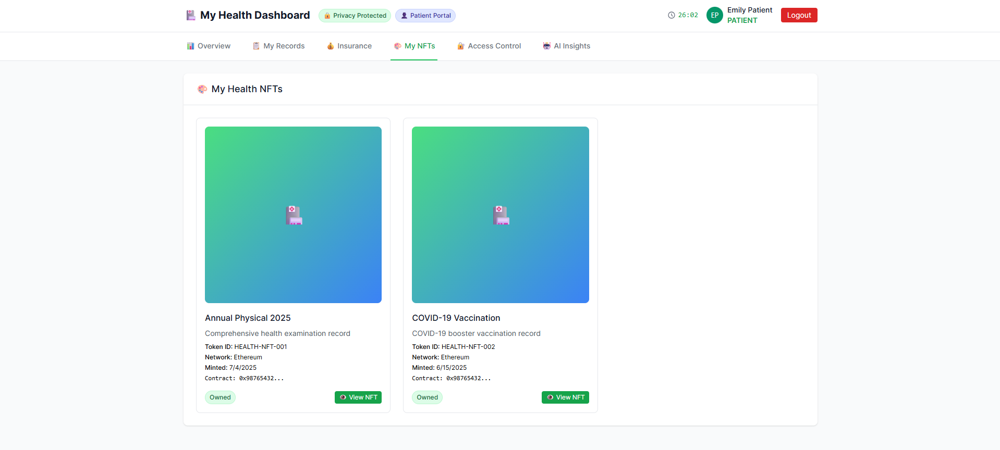 My Health Dashboard
Privacy Protected
Patient Portal
26:02
EP
Emily Patient
PATIENT
Logout
Overview
My Records
Insurance
My NFTs
Access Control
AI Insights
My Health NFTs
Annual Physical 2025
Comprehensive health examination record
Token ID: HEALTH-NFT-001
Network: Ethereum
Minted: 7/4/2025
Contract: 0x98765432...
Owned
View NFT
COVID-19 Vaccination
COVID-19 booster vaccination record
Token ID: HEALTH-NFT-002
Network: Ethereum
Minted: 6/15/2025
Contract: 0x98765432...
Owned
View NFT